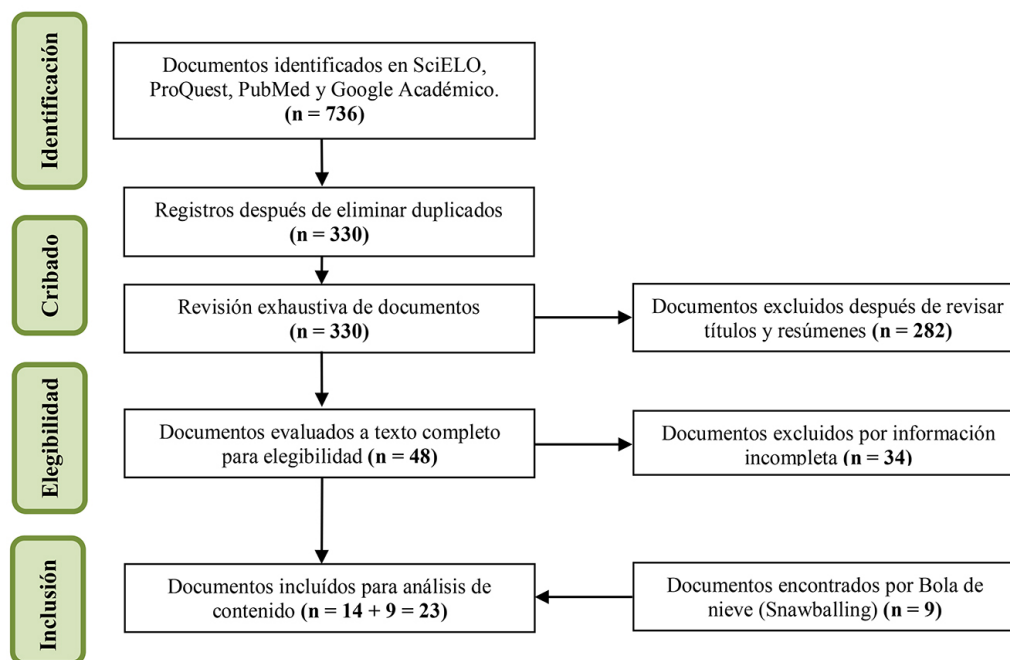 Identificación
Documentos identificados en SciELO,
ProQuest, PubMed y Google Académico.
(n = 736)
Cribado
Registros después de eliminar duplicados
(n = 330)
Revisión exhaustiva de documentos
(n = 330)
Documentos excluidos después de revisar
títulos y resúmenes (n = 282)
Elegibilidad
Documentos evaluados a texto completo
para elegibilidad (n = 48)
Documentos excluidos por información
incompleta (n = 34)
Inclusión
Documentos incluídos para análisis de
contenido (n = 14 + 9 = 23)
Documentos encontrados por Bola de
nieve (Snawballing) (n = 9)